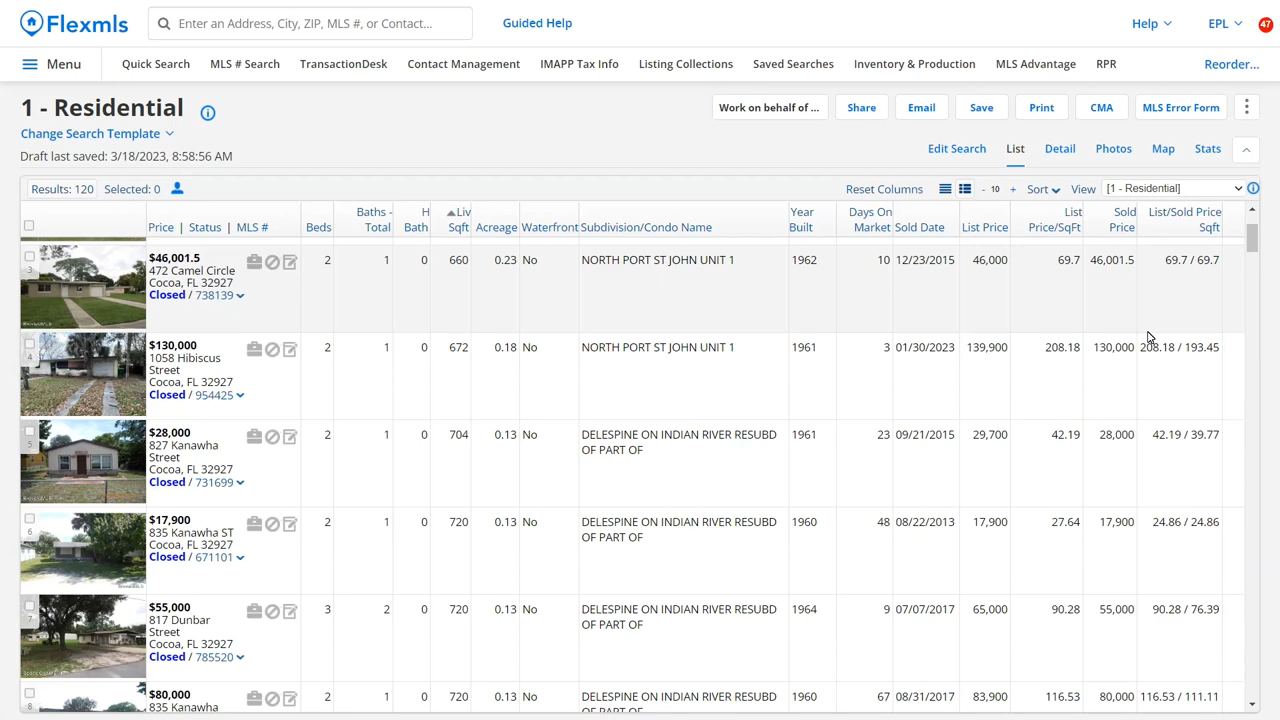 Flexmls
Enter an Address, City, ZIP, MLS #, or Contact...
Guided Help
Help
EPL
47
Menu
Quick Search
MLS # Search
TransactionDesk
Contact Management
IMAPP Tax Info
Listing Collections
Saved Searches
Inventory & Production
MLS Advantage
RPR
Reorder...
1 - Residential
Work on behalf of ...
Share
Email
Save
Print
CMA
MLS Error Form
Change Search Template
Draft last saved: 3/18/2023, 8:58:56 AM
Edit Search
List
Detail
Photos
Map
Stats
Results: 120
Selected: 0
Reset Columns
- 10 +
Sort
View
[1 - Residential]
Price | Status | MLS #
Beds
Baths -
Total
H
Bath
Liv
Sqft
Acreage
Waterfront
Subdivision/Condo Name
Year
Built
Days On
Market
Sold Date
List Price
List
Price/SqFt
Sold
Price
List/Sold Price
Sqft
3
$46,001.5
472 Camel Circle
Cocoa, FL 32927
Closed / 738139
2
1
0
660
0.23
No
NORTH PORT ST JOHN UNIT 1
1962
10
12/23/2015
46,000
69.7
46,001.5
69.7 / 69.7
4
$130,000
1058 Hibiscus
Street
Cocoa, FL 32927
Closed / 954425
2
1
0
672
0.18
No
NORTH PORT ST JOHN UNIT 1
1961
3
01/30/2023
139,900
208.18
130,000
208.18 / 193.45
5
$28,000
827 Kanawha
Street
Cocoa, FL 32927
Closed / 731699
2
1
0
704
0.13
No
DELESPINE ON INDIAN RIVER RESUBD
OF PART OF
1961
23
09/21/2015
29,700
42.19
28,000
42.19 / 39.77
6
$17,900
835 Kanawha ST
Cocoa, FL 32927
Closed / 671101
2
1
0
720
0.13
No
DELESPINE ON INDIAN RIVER RESUBD
OF PART OF
1960
48
08/22/2013
17,900
27.64
17,900
24.86 / 24.86
7
$55,000
817 Dunbar
Street
Cocoa, FL 32927
Closed / 785520
3
2
0
720
0.13
No
DELESPINE ON INDIAN RIVER RESUBD
OF PART OF
1964
9
07/07/2017
65,000
90.28
55,000
90.28 / 76.39
8
$80,000
835 Kanawha
2
1
0
720
0.13
No
DELESPINE ON INDIAN RIVER RESUBD
OF PART OF
1960
67
08/31/2017
83,900
116.53
80,000
116.53 / 111.11